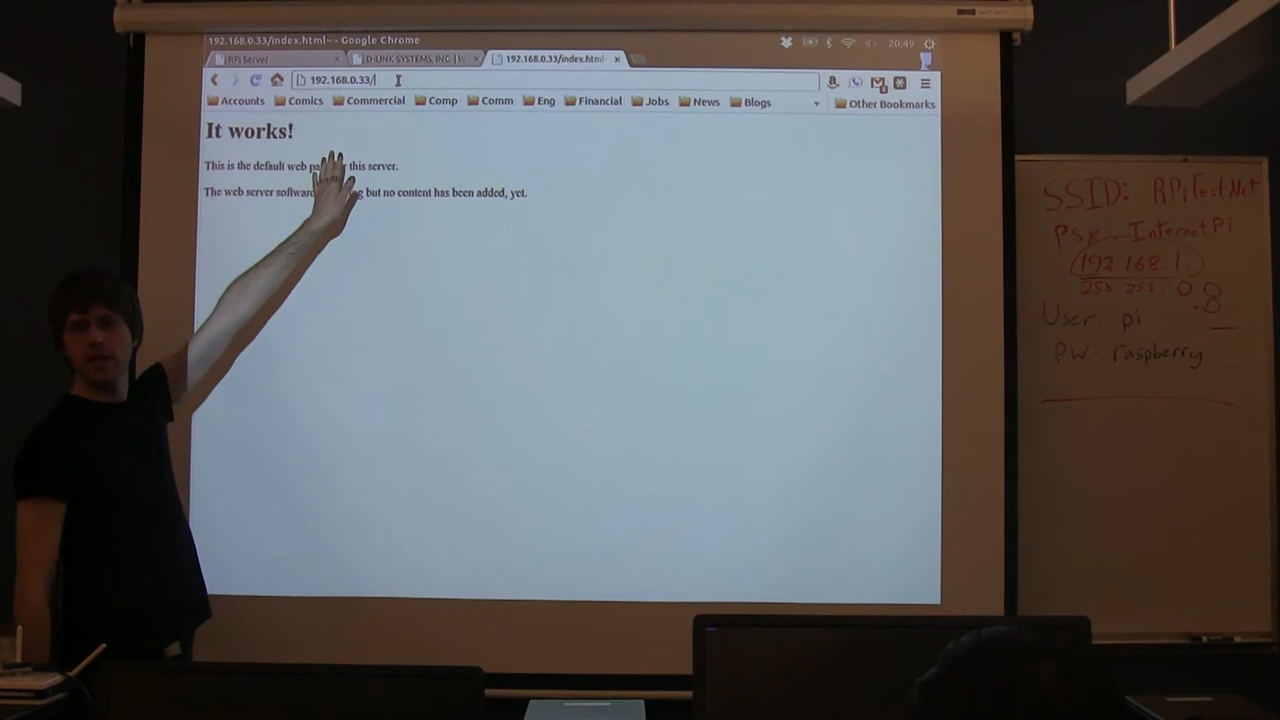 192.168.0.33/index.html~ - Google Chrome
20:49
RPi Server
D-LINK SYSTEMS, INC. | W
192.168.0.33/index.html
192.168.0.33/
Accounts Comics Commercial Comp Comm Eng Financial Jobs News Blogs Other Bookmarks
It works!
This is the default web this server.
The web server software but no content has been added, yet.
SSID: RPiTestNet
PSK: InternetPi
192.168.1.
255.255. 0
.8
User: pi
PW- raspberry